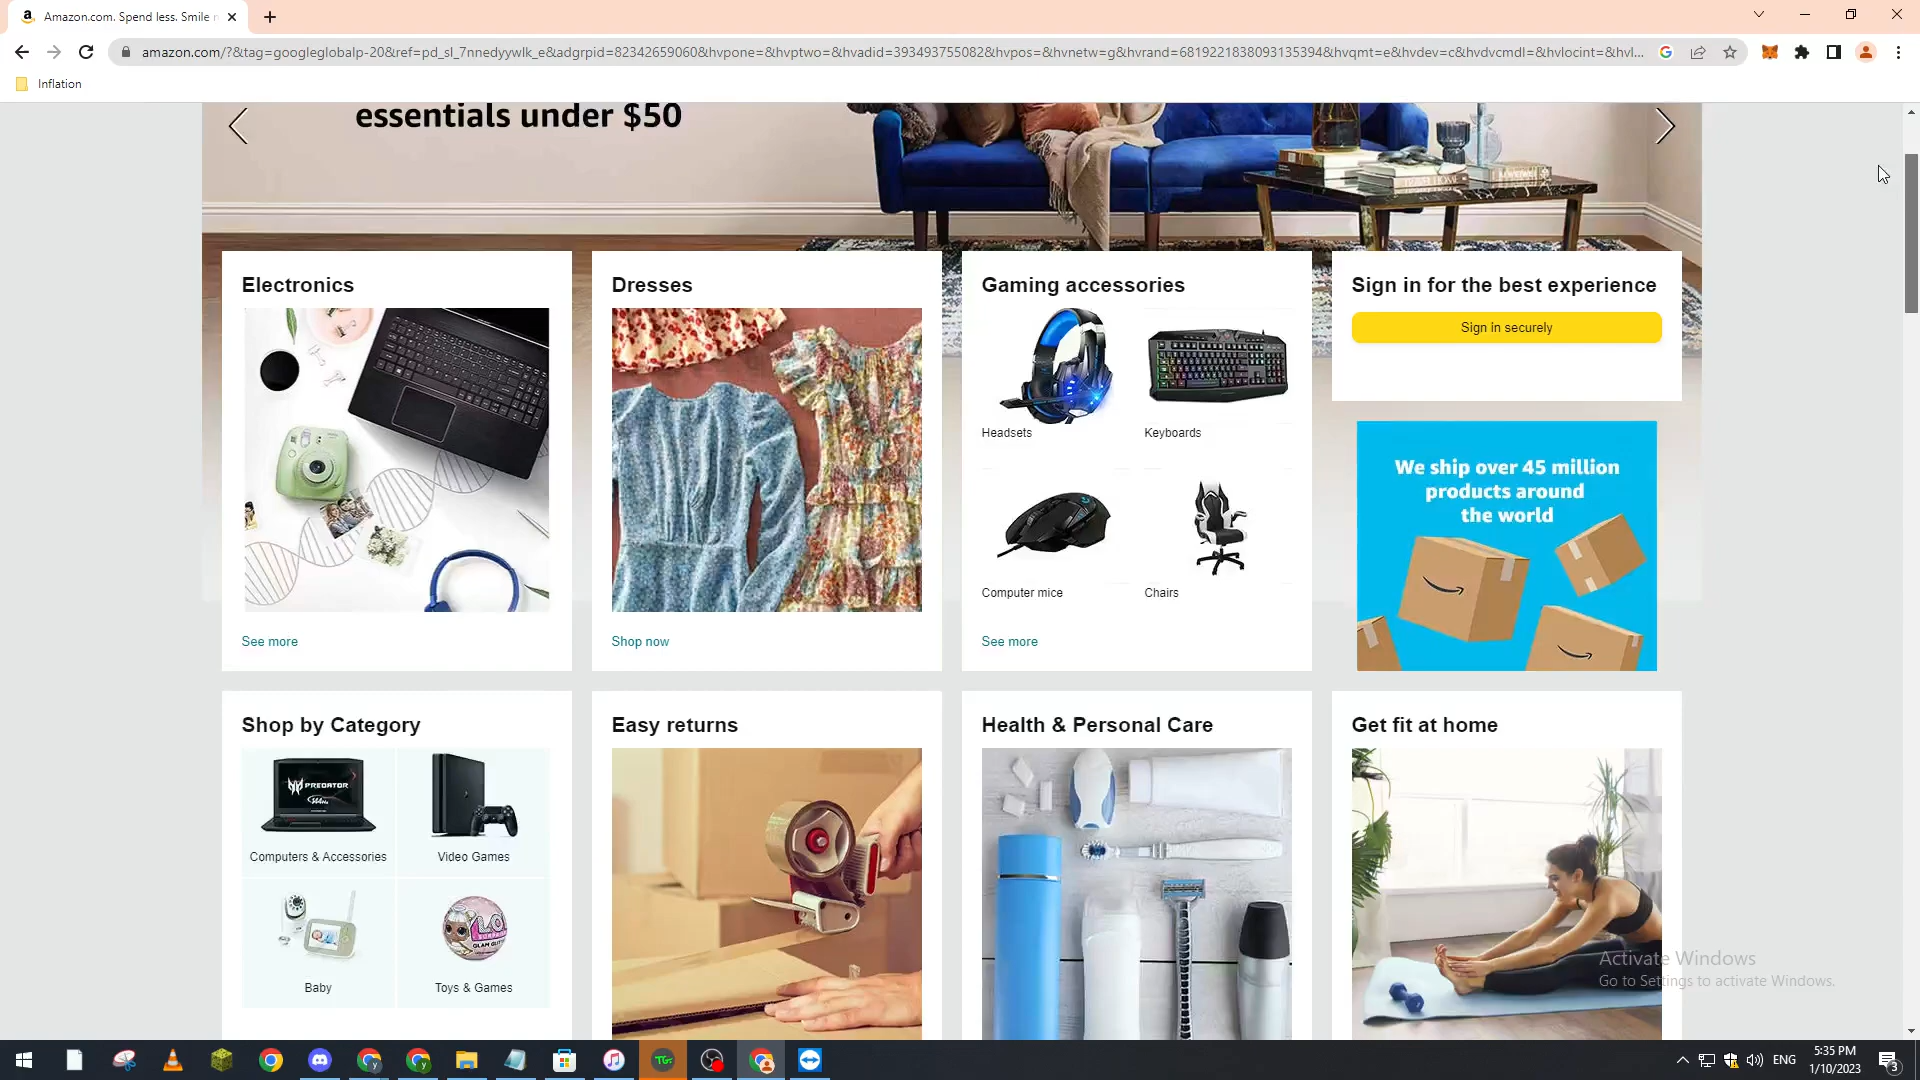 Amazon.com. Spend less. Smile
amazon.com/?&tag=googleglobalp-20&ref=pd_sl_7nnedyywlk_e&adgrpid=82342659060&hvpone=&hvptwo=&hvadid=393493755082&hvpos=&hvnetw=g&hvrand=6819221838093135394&hvqmt=e&hvdev=c&hvdvcmdl=&hvlocint=&hvl...
Inflation
essentials under $50
Electronics
Dresses
Gaming accessories
Sign in for the best experience
Sign in securely
Headsets
Keyboards
We ship over 45 million
products around
the world
Computer mice
Chairs
See more
Shop now
See more
Shop by Category
Easy returns
Health & Personal Care
Get fit at home
PREDATOR
Computers & Accessories
Video Games
Baby
Toys & Games
Activate Windows
Go to Settings to activate Windows.
ENG
5:35 PM
1/10/2023
3